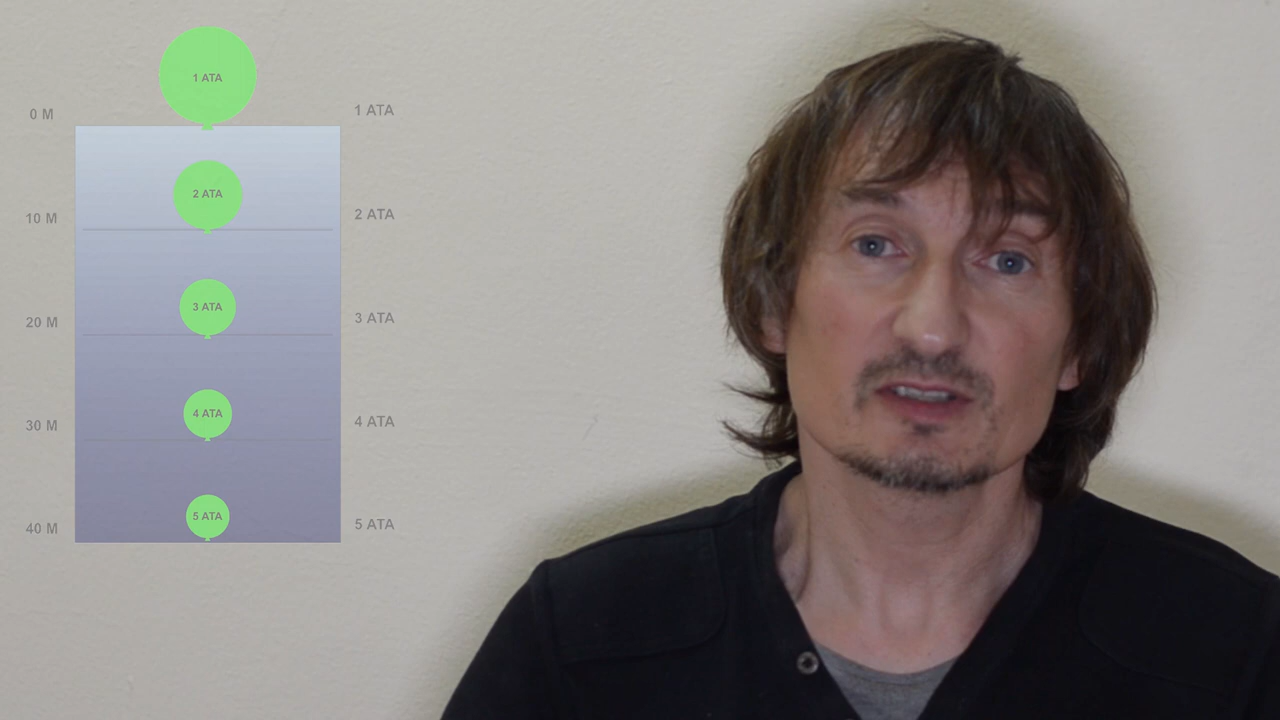 1 ATA
0 M
1 ATA
2 ATA
10 M
2 ATA
3 ATA
20 M
3 ATA
4 ATA
30 M
4 ATA
5 ATA
40 M
5 ATA